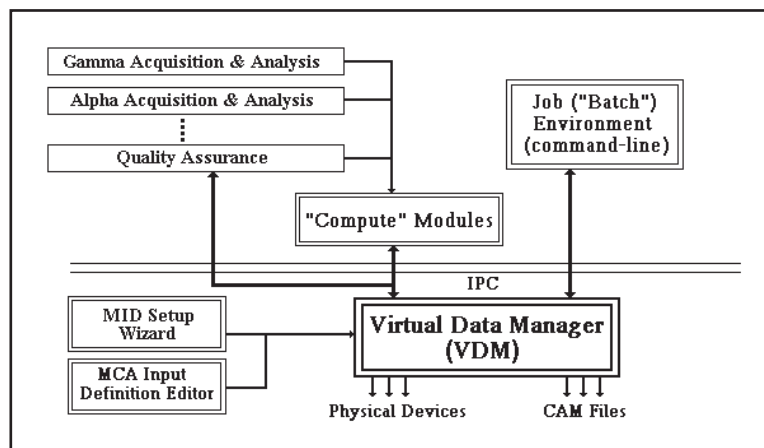 Gamma Acquisition & Analysis
Alpha Acquisition & Analysis
Quality Assurance
Job ("Batch")
Environment
(command-line)
"Compute" Modules
IPC
MID Setup
Wizard
Virtual Data Manager
(VDM)
MCA Input
Definition Editor
Physical Devices
CAM Files